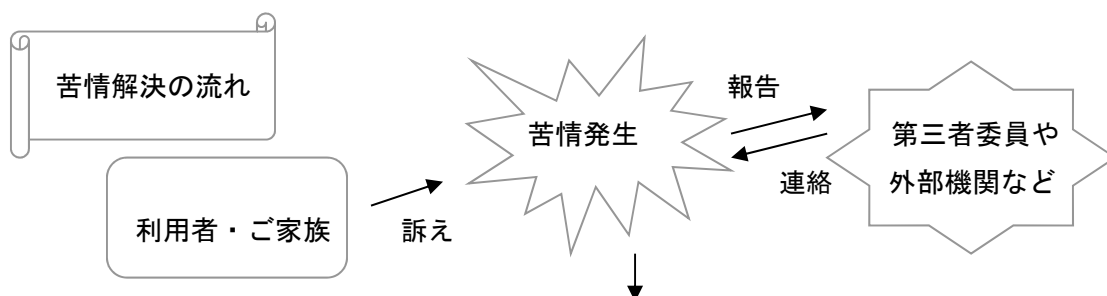 苦情解決の流れ
苦情発生
報告
連絡
第三者委員や
外部機関など
利用者・ご家族
訴え